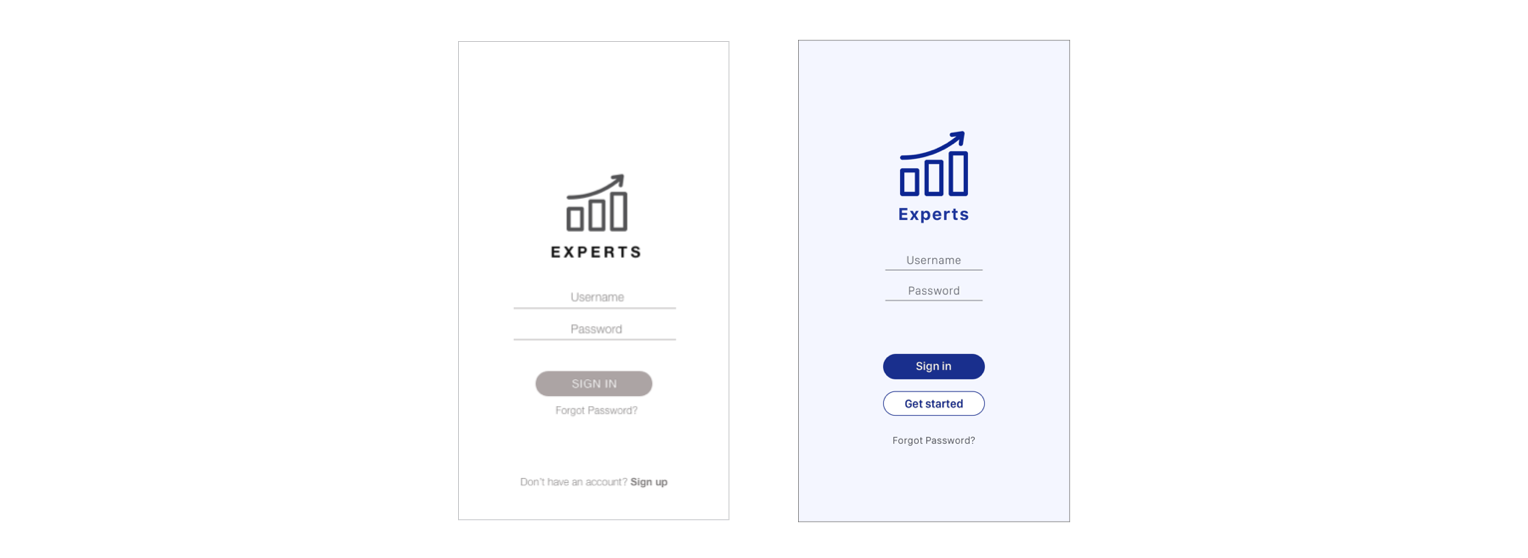 EXPERTS
Username
Password
SIGN IN
Forgot Password?
Don't have an account? Sign up
Experts
Username
Password
Sign in
Get started
Forgot Password?